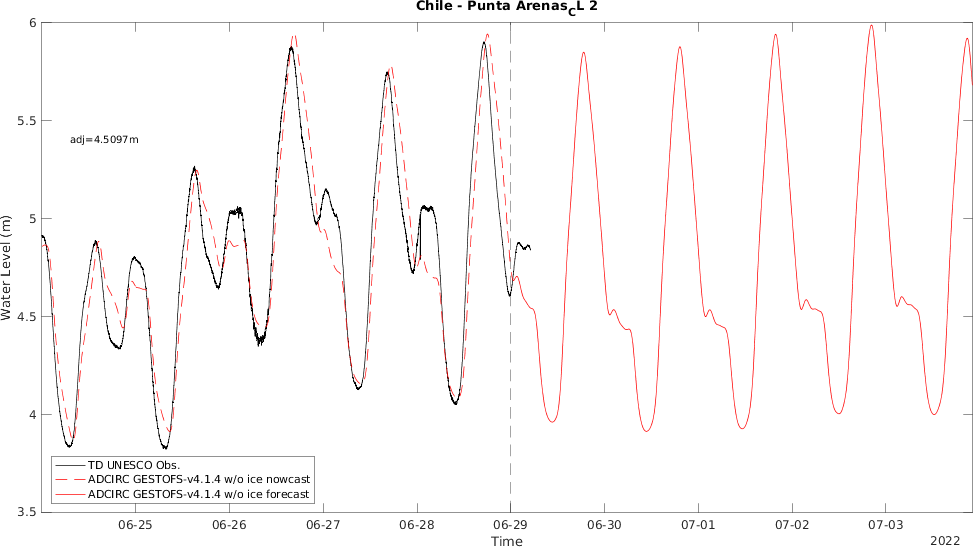 Chile - Punta Arenas_CL 2
6
5.5
5
4.5
4
3.5
Water Level (m)
adj=4.5097m
TD UNESCO Obs.
ADCIRC GESTOFS-v4.1.4 w/o ice nowcast
ADCIRC GESTOFS-v4.1.4 w/o ice forecast
06-25 06-26 06-27 06-28 06-29 06-30 07-01 07-02 07-03
Time
2022